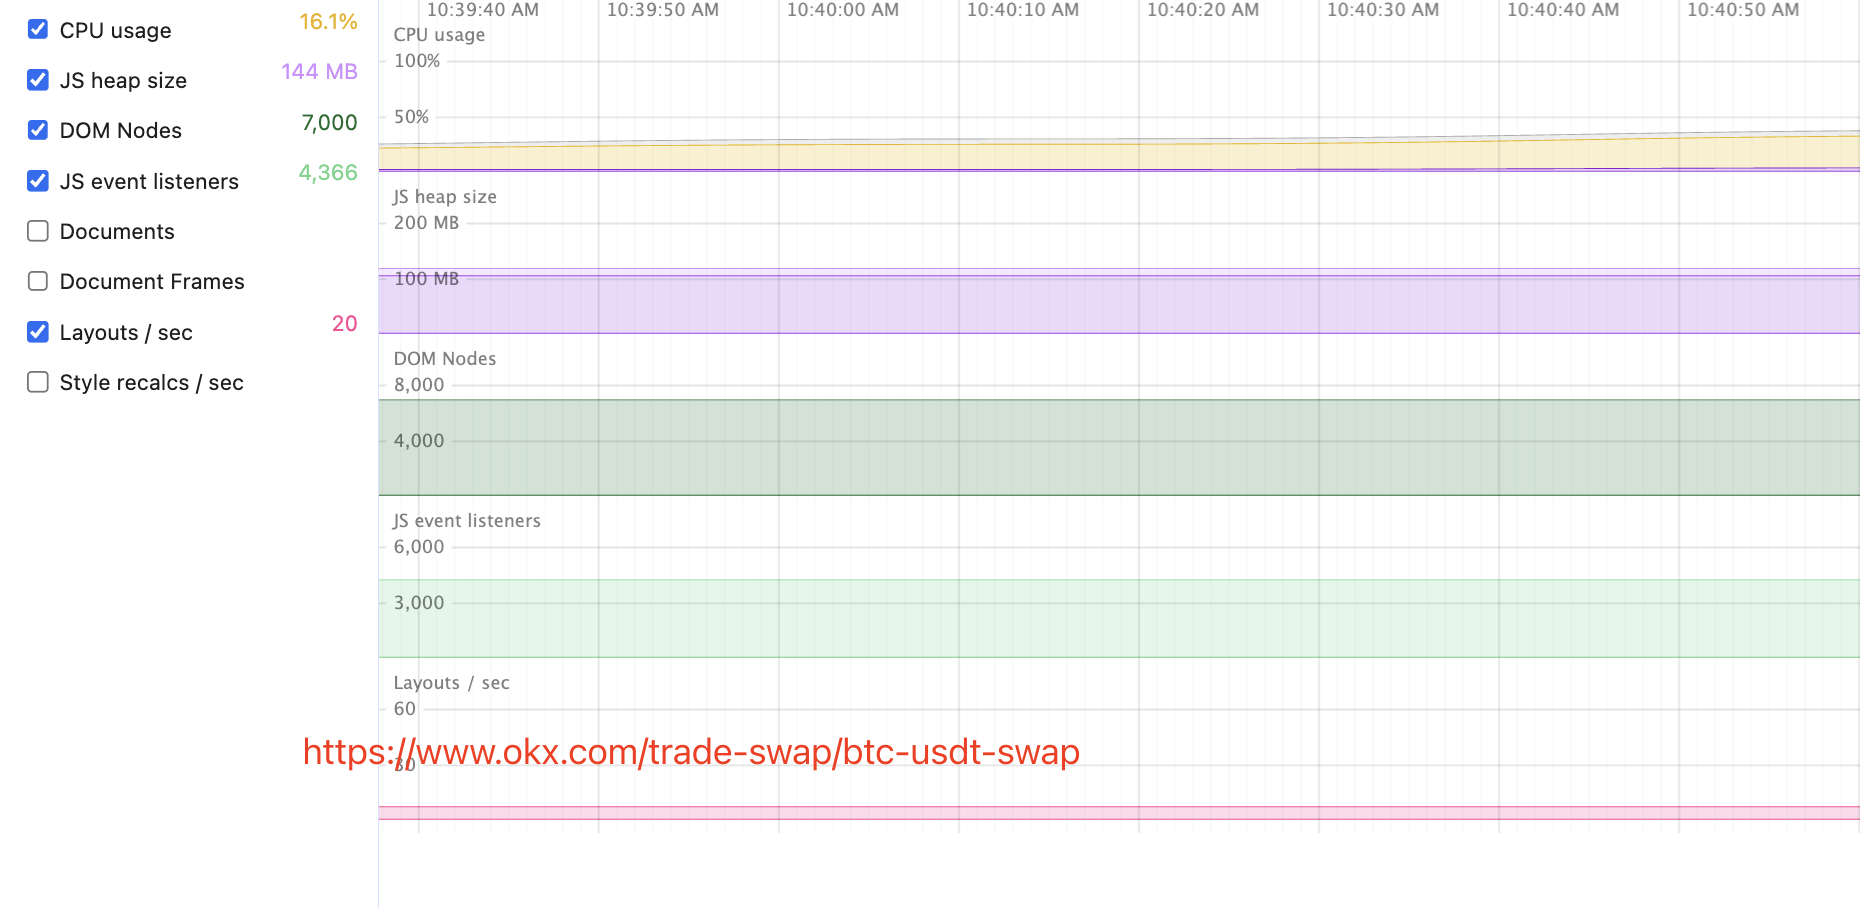 CPU usage 16.1%
JS heap size 144 MB
DOM Nodes 7,000
JS event listeners 4,366
Documents
Document Frames
Layouts / sec 20
Style recalcs / sec
10:39:40 AM 10:39:50 AM 10:40:00 AM 10:40:10 AM 10:40:20 AM 10:40:30 AM 10:40:40 AM 10:40:50 AM
CPU usage
100%
50%
JS heap size
200 MB
100 MB
DOM Nodes
8,000
4,000
JS event listeners
6,000
3,000
Layouts / sec
60
https://www.okx.com/trade-swap/btc-usdt-swap
30